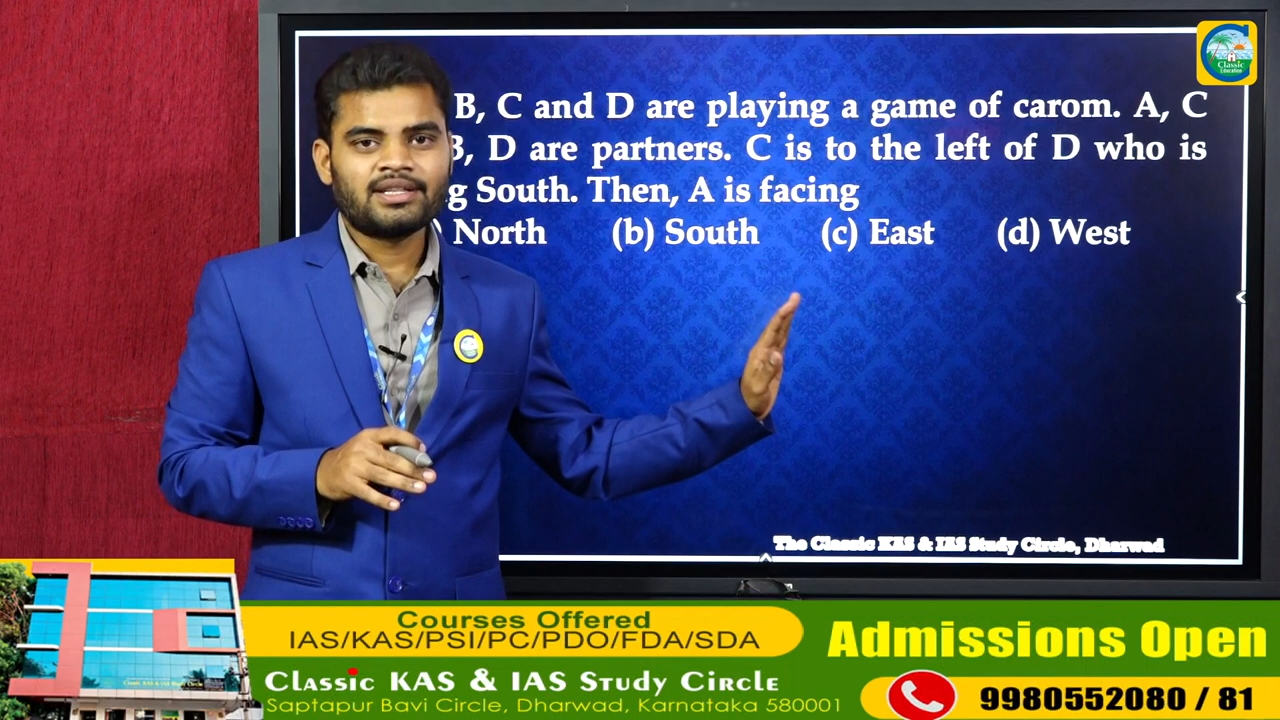 B, C and D are playing a game of carom. A, C
B, D are partners. C is to the left of D who is
g South. Then, A is facing
) North (b) South (c) East (d) West
Classic
Education
The Classic KAS & IAS Study Circle, Dharwad
Courses Offered
IAS/KAS/PSI/PC/PDO/FDA/SDA
Admissions Open
Classic KAS & IAS Study Circle
Saptapur Bavi Circle, Dharwad, Karnataka 580001
9980552080 / 81